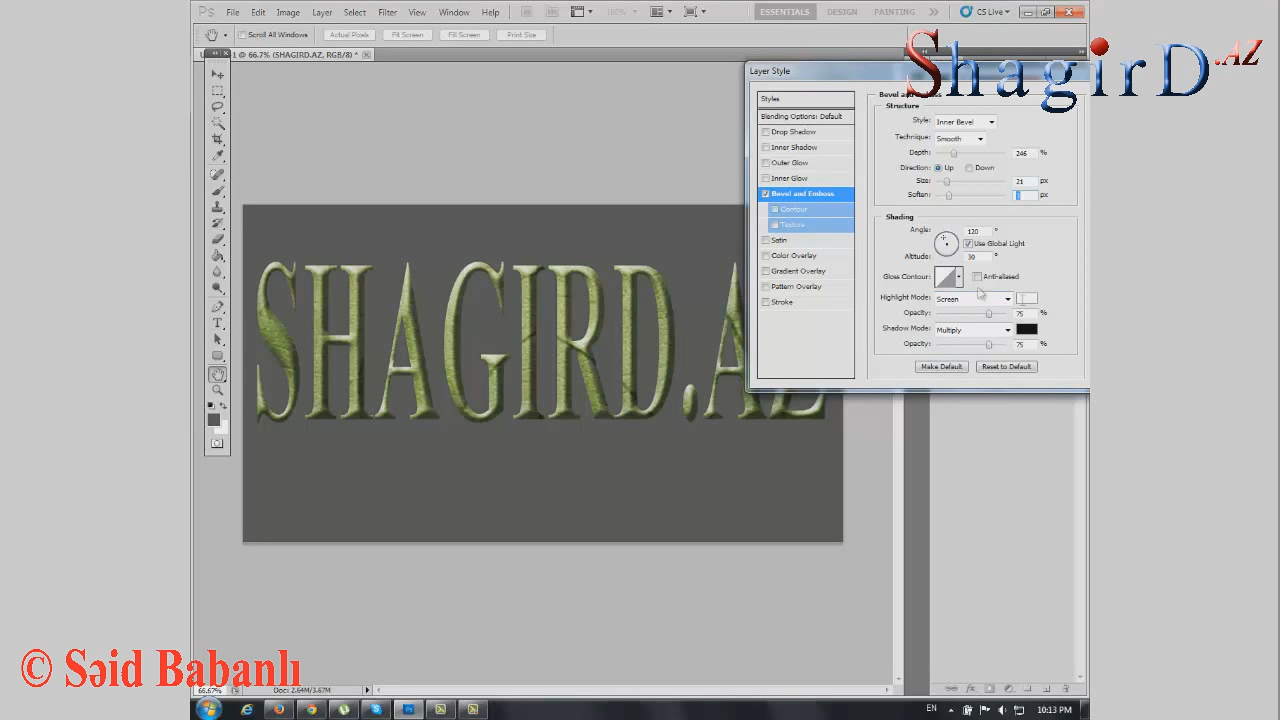 Ps File Edit Image Layer Select Filter View Window Help 100% ESSENTIALS DESIGN PAINTING CS Live
Scroll All Windows Actual Pixels Fit Screen Fill Screen Print Size
1 @ 66.7% (SHAGIRD.AZ, RGB/8) *
ShagirD.AZ
Layer Style
Styles
Blending Options: Default
Drop Shadow
Inner Shadow
Outer Glow
Inner Glow
Bevel and Emboss
Contour
Texture
Satin
Color Overlay
Gradient Overlay
Pattern Overlay
Stroke
Bevel and
Structure
Style: Inner Bevel
Technique: Smooth
Depth: 246 %
Direction: Up Down
Size: 21 px
Soften: px
Shading
Angle: 120 °
Use Global Light
Altitude: 30 °
Gloss Contour: Anti-aliased
Highlight Mode: Screen
Opacity: 75 %
Shadow Mode: Multiply
Opacity: 75 %
Make Default Reset to Default
SHAGIRD.AZ
© Səid Babanlı
66.67% Doc: 2.64M/3.67M
EN 10:13 PM